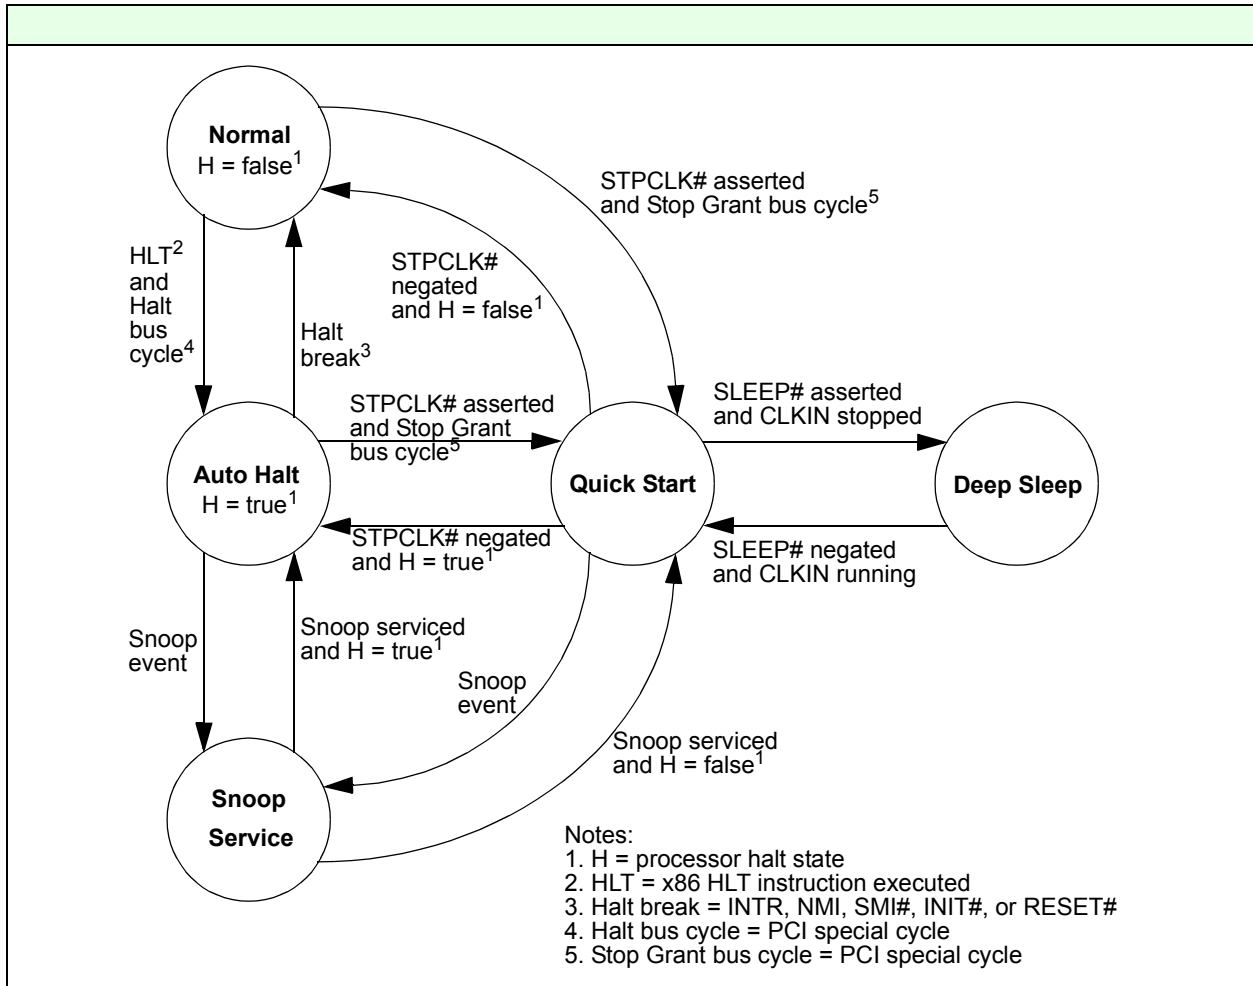 Normal
H = false1
STPCLK# asserted
and Stop Grant bus cycle5
HLT2
and
Halt
bus
cycle4
STPCLK#
negated
and H = false1
Halt
break3
STPCLK# asserted
and Stop Grant
bus cycle5
SLEEP# asserted
and CLKIN stopped
Auto Halt
H = true1
Quick Start
Deep Sleep
STPCLK# negated
and H = true1
SLEEP# negated
and CLKIN running
Snoop
event
Snoop serviced
and H = true1
Snoop
event
Snoop serviced
and H = false1
Snoop
Service
Notes:
1. H = processor halt state
2. HLT = x86 HLT instruction executed
3. Halt break = INTR, NMI, SMI#, INIT#, or RESET#
4. Halt bus cycle = PCI special cycle
5. Stop Grant bus cycle = PCI special cycle